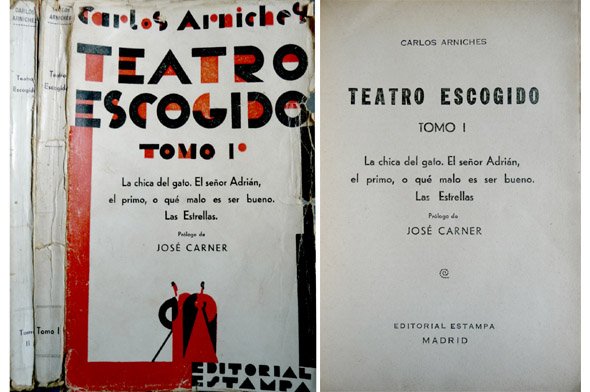 CARLOS
ARNICHES
Teatro
Escogido
Tomo
II
CARLOS
ARNICHES
Teatro
Escogido
Tomo I
Carlos Arniches
TEATRO
ESCOGIDO
TOMO Iº
La chica del gato. El señor Adrián,
el primo, o qué malo es ser bueno.
Las Estrellas.
Prólogo de
JOSÉ CARNER
EDITORIAL
ESTAMPA
CARLOS ARNICHES
TEATRO ESCOGIDO
TOMO I
La chica del gato. El señor Adrián,
el primo, o qué malo es ser bueno.
Las Estrellas
Prólogo de
JOSÉ CARNER
@
EDITORIAL ESTAMPA
MADRID